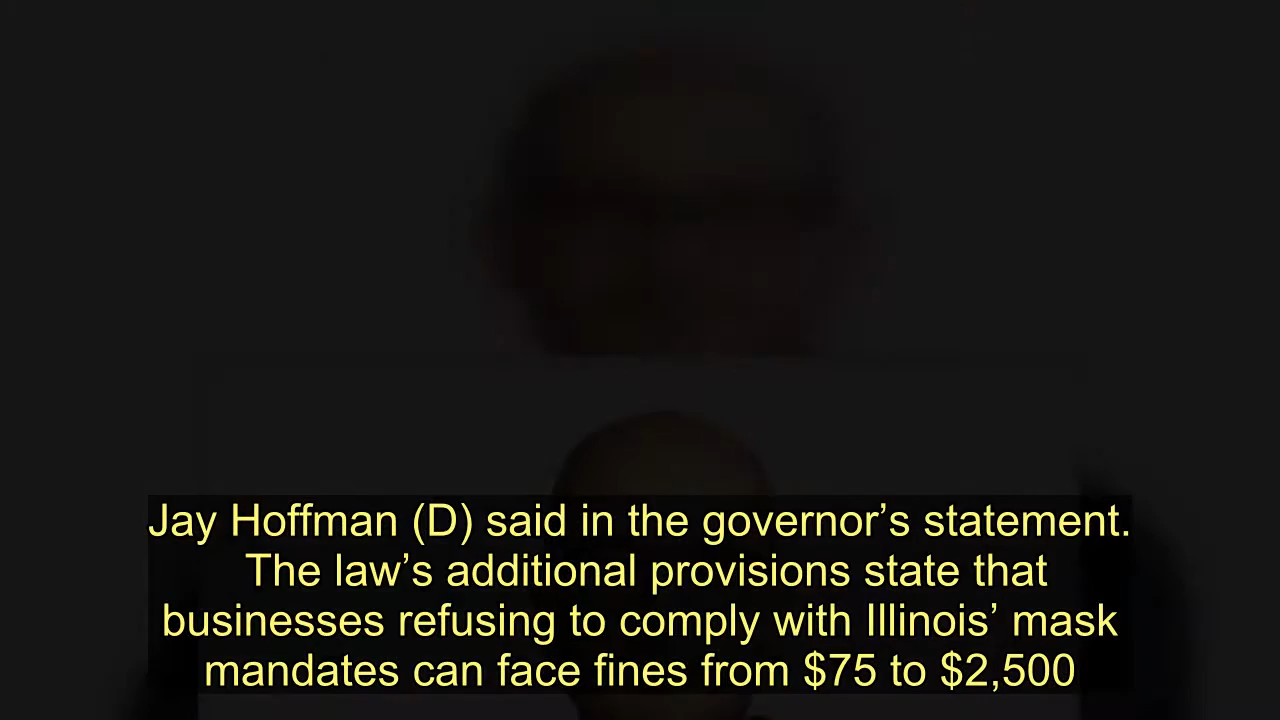 Jay Hoffman (D) said in the governor’s statement.
The law’s additional provisions state that
businesses refusing to comply with Illinois’ mask
mandates can face fines from $75 to $2,500